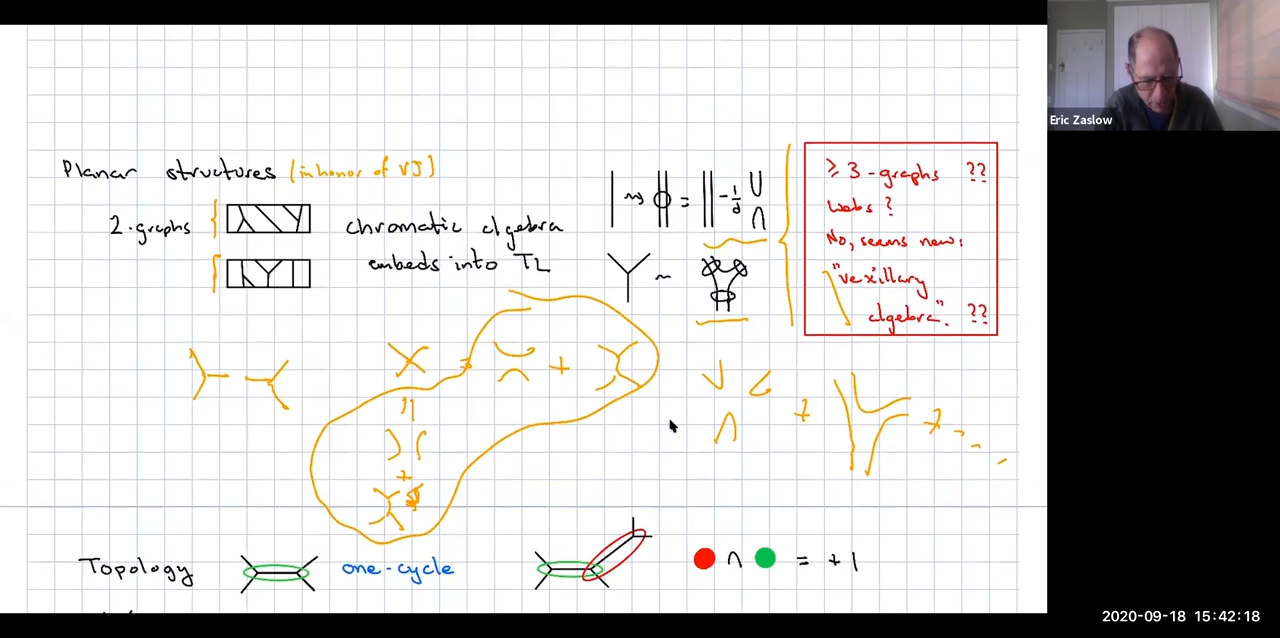 Planar structures (in honor of VJ)
2-graphs
chromatic algebra
embeds into TL
= - 1/d
~
≥ 3-graphs ??
webs ?
No, seems new:
"vexillary
algebra". ??
= +
+ +
+
Topology
one-cycle
∩ = +1
Eric Zaslow
2020-09-18 15:42:18